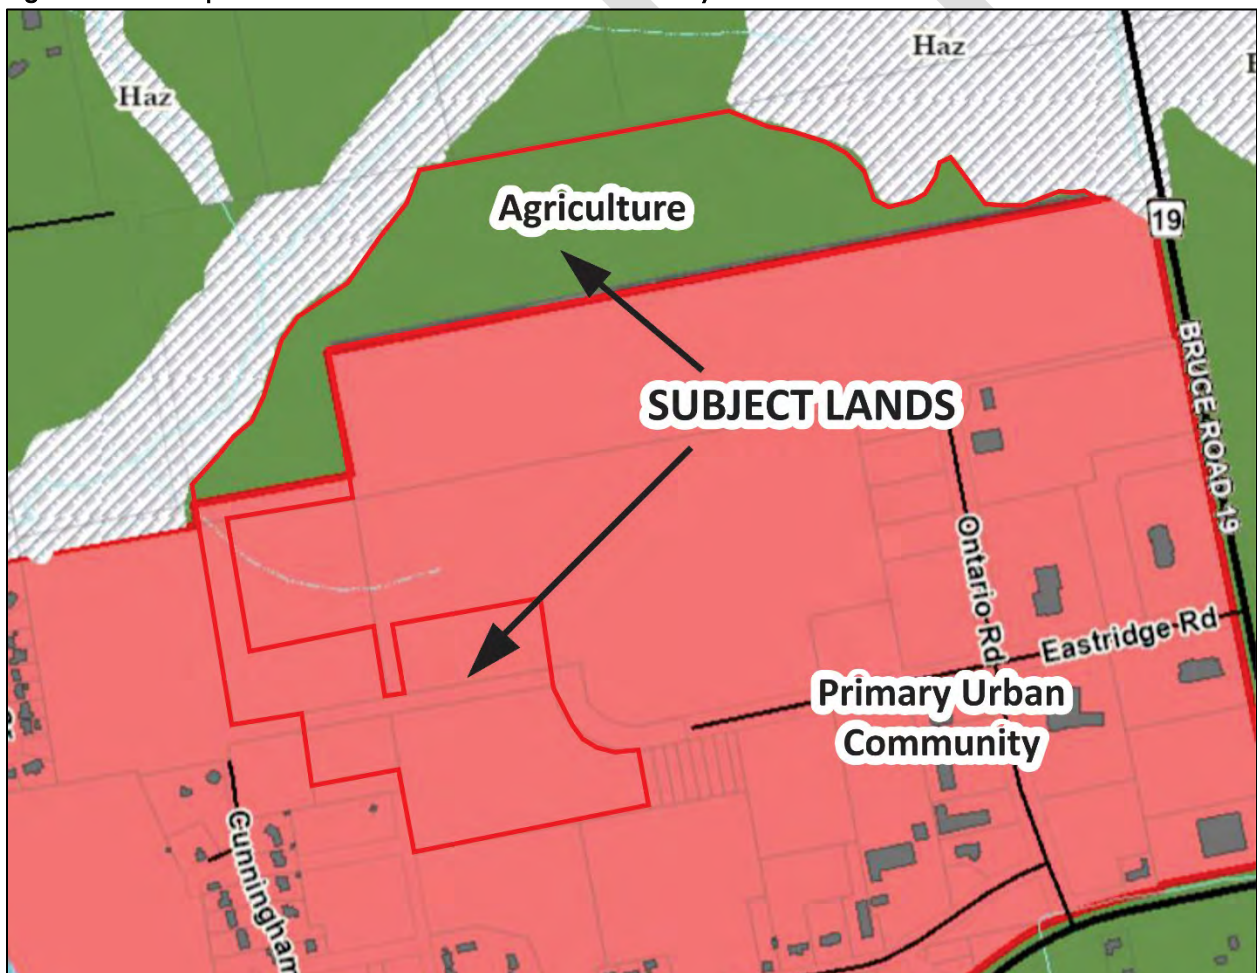 Haz
Haz
Agriculture
19
SUBJECT LANDS
BRUCE ROAD 19
Ontario Rd
Eastridge Rd
Primary Urban
Community
Cunningham